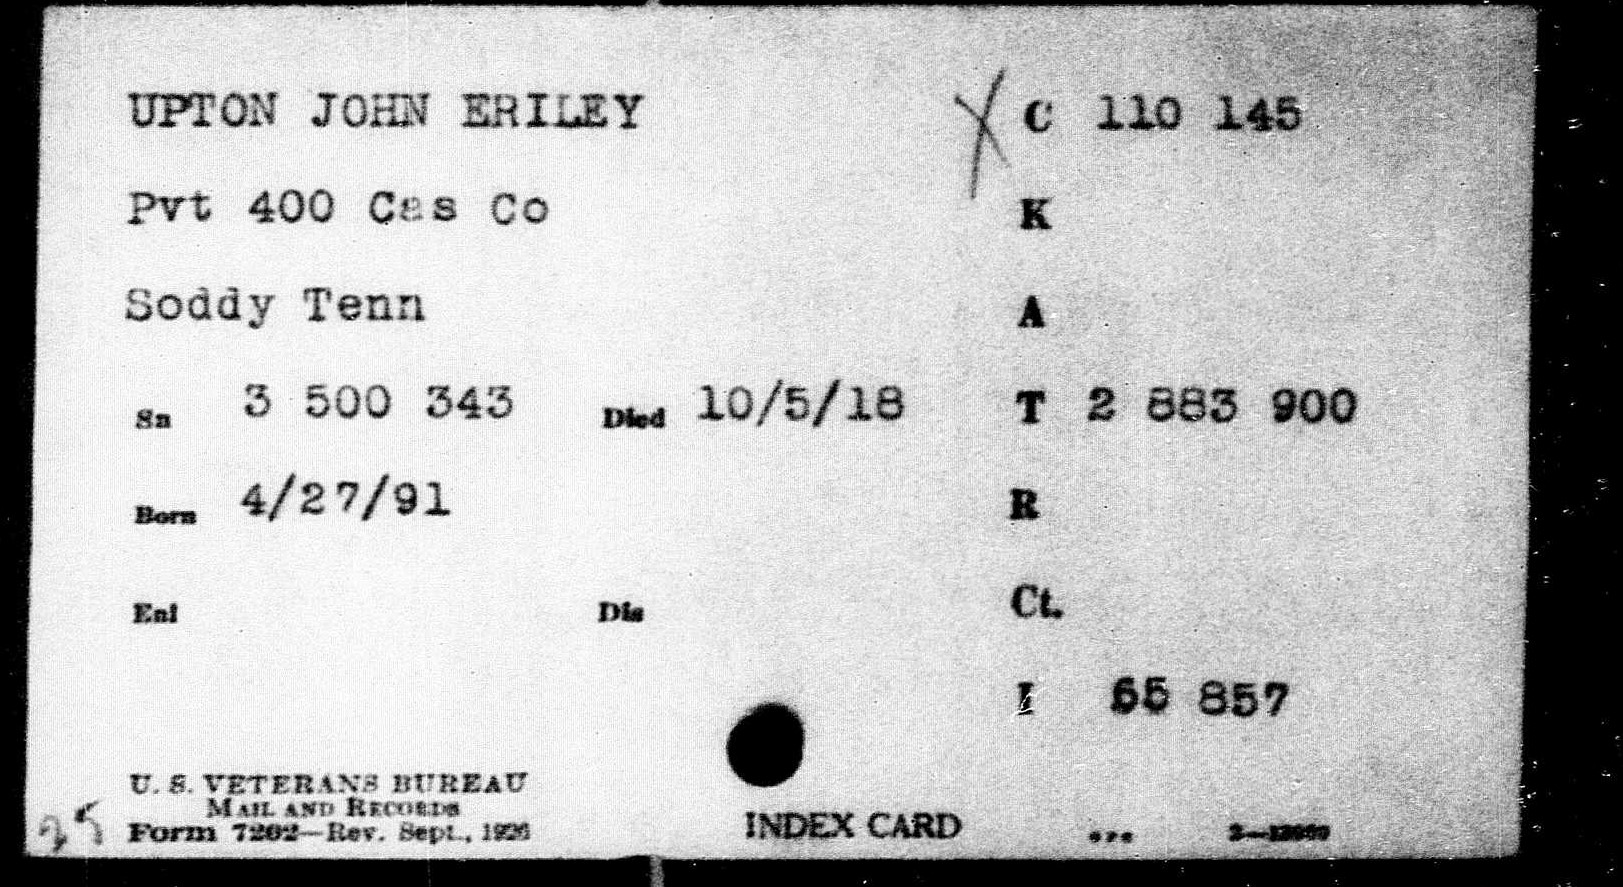 UPTON JOHN ERILEY C 110 145
Pvt 400 Cas Co K
Soddy Tenn A
Sn 3 500 343 Died 10/5/18 T 2 883 900
Born 4/27/91 R
Enl Dis Ct.
I 55 857
U. S. VETERANS BUREAU
MAIL AND RECORDS
Form 7202—Rev. Sept., 1926
INDEX CARD
25